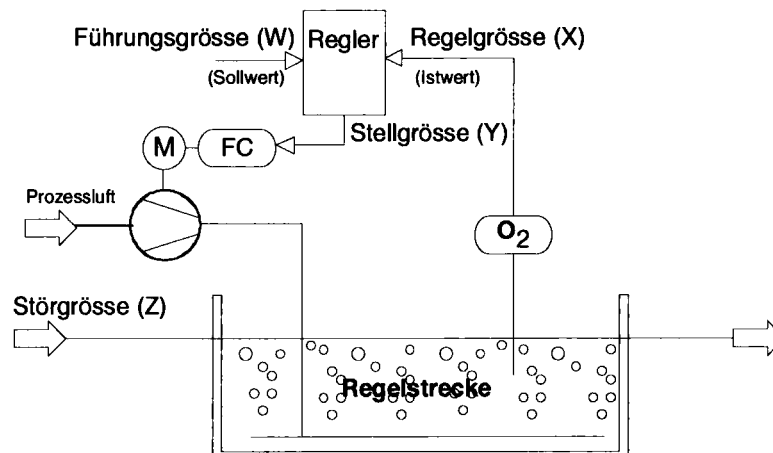 Führungsgrösse (W)
Regler
Regelgrösse (X)
(Sollwert)
(Istwert)
Stellgrösse (Y)
M
FC
Prozessluft
O2
Störgrösse (Z)
Regelstrecke